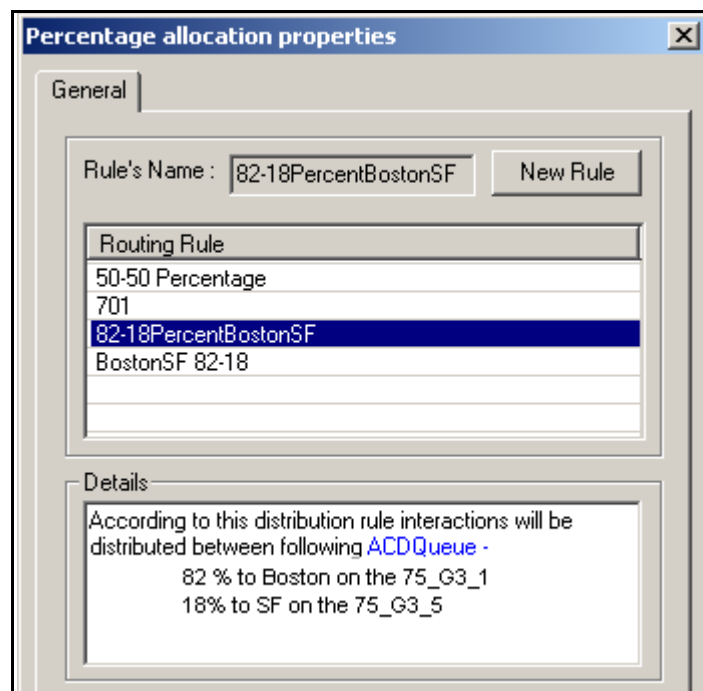 Percentage allocation properties
General
Rule's Name : 82-18PercentBostonSF New Rule
Routing Rule
50-50 Percentage
701
82-18PercentBostonSF
BostonSF 82-18
Details
According to this distribution rule interactions will be
distributed between following ACDQueue -
82 % to Boston on the 75_G3_1
18% to SF on the 75_G3_5